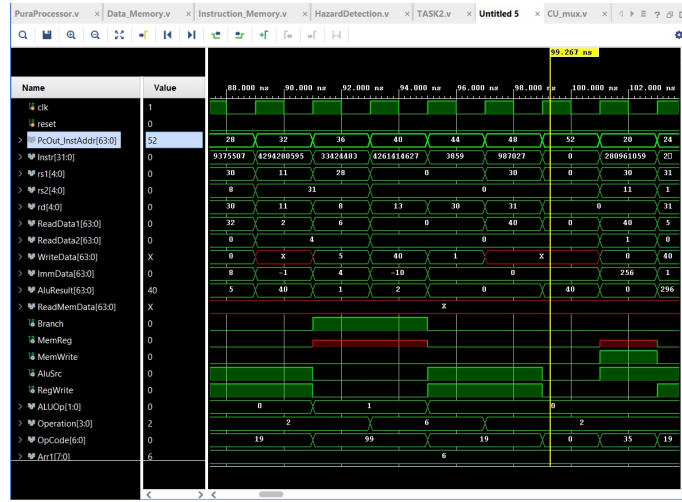 PuraProcessor.v × Data_Memory.v × Instruction_Memory.v × HazardDetection.v × TASK2.v × Untitled 5 × CU_mux.v ×
99.267 ns
Name Value 88.000 ns 90.000 ns 92.000 ns 94.000 ns 96.000 ns 98.000 ns 100.000 ns 102.000 ns
clk 1
reset 0
PcOut_InstAddr[63:0] 52 28 32 36 40 44 48 52 20 24
Instr[31:0] 0 9375507 4294280595 33424483 4261414627 3859 987027 0 280961059
rs1[4:0] 0 30 11 28 0 30 0 30 31
rs2[4:0] 0 8 31 0 11 1
rd[4:0] 0 30 11 8 13 30 31 0 31
ReadData1[63:0] 0 32 2 6 0 40 0 40 5
ReadData2[63:0] 0 0 4 0 1 0
WriteData[63:0] X 0 X 5 40 1 X 0 40
ImmData[63:0] 0 8 -1 4 -10 0 256 1
AluResult[63:0] 40 5 40 1 2 0 40 0 296
ReadMemData[63:0] X X
Branch 0
MemReg 0
MemWrite 0
AluSrc 0
RegWrite 0
ALUOp[1:0] 0 0 1 0
Operation[3:0] 2 2 6 2
OpCode[6:0] 0 19 99 19 0 35 19
Arr1[7:0] 6 6